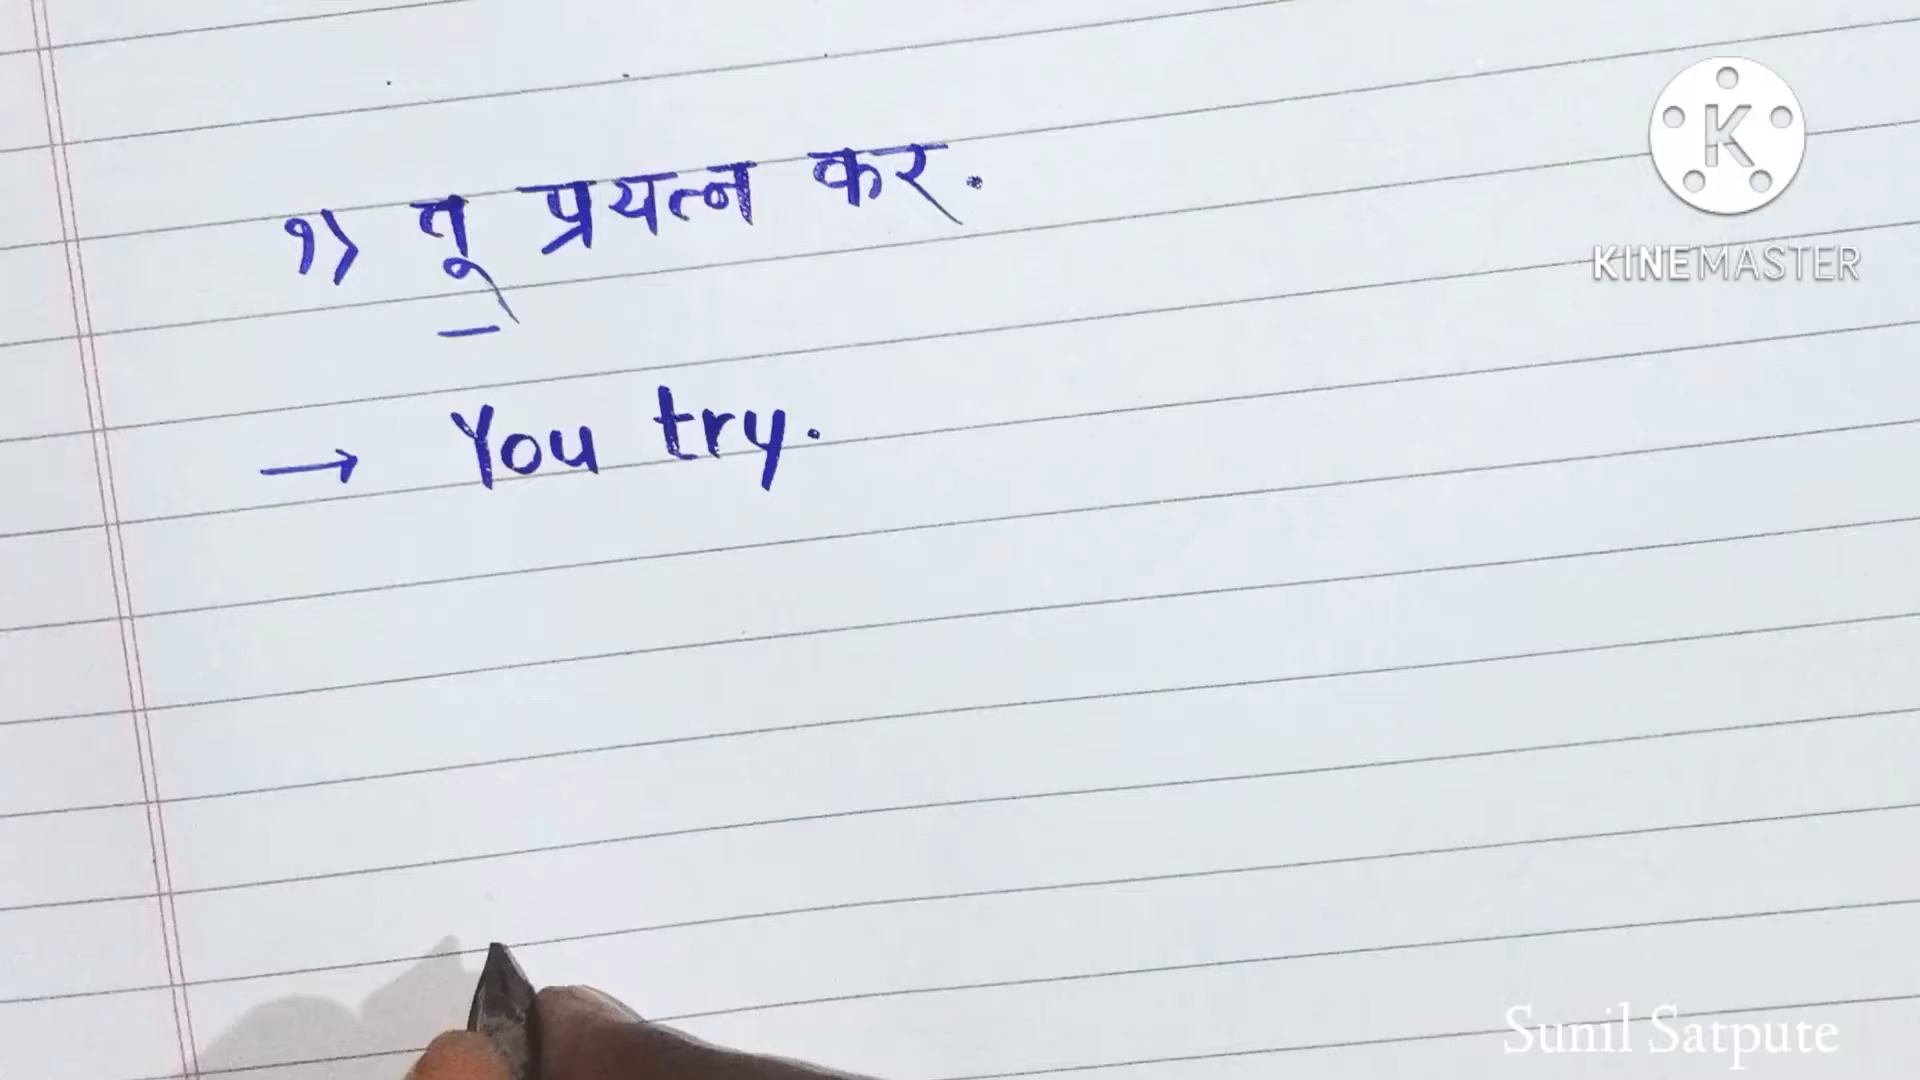 १) तू प्रयत्न कर.
→ You try.
K
KINEMASTER
Sunil Satpute